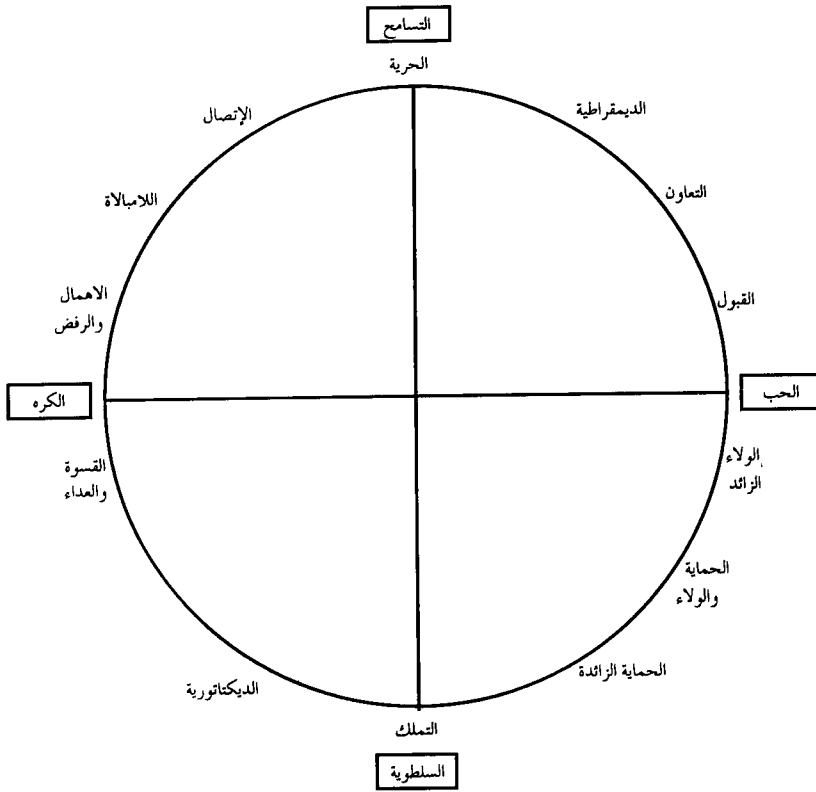 التسامح
الحرية
الديمقراطية
الإتصال
التعاون
اللامبالاة
القبول
الاهمال
والرفض
الحب
الكره
الولاء
الزائد
القسوة
والعداء
الحماية
والولاء
الحماية الزائدة
الديكتاتورية
التملك
السلطوية